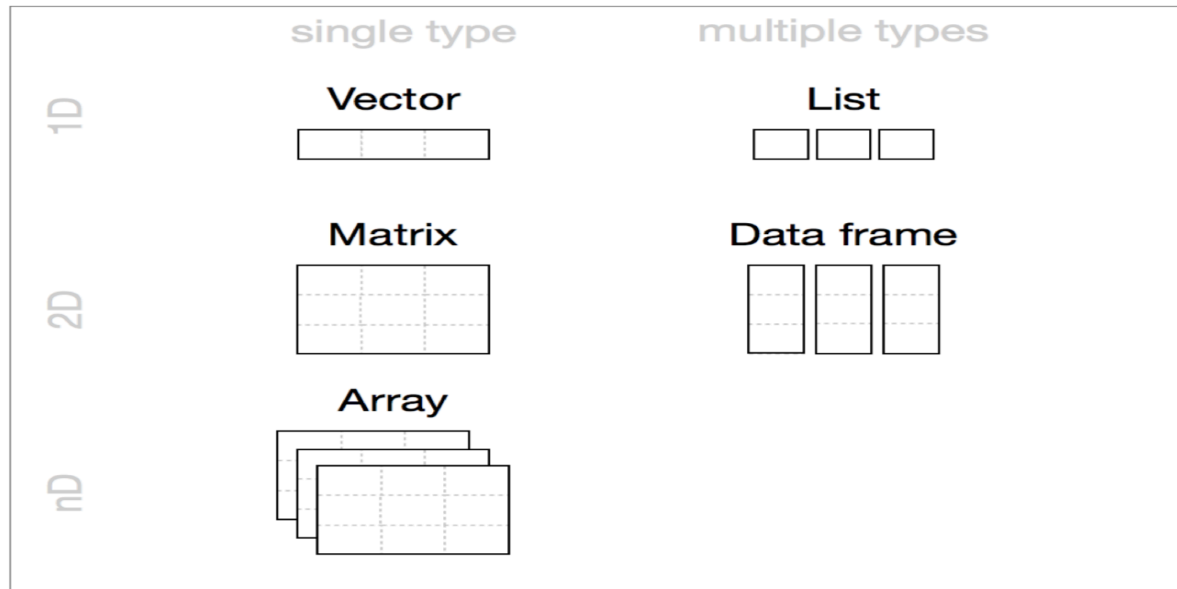 single type multiple types
1D
Vector List
2D
Matrix Data frame
nD
Array